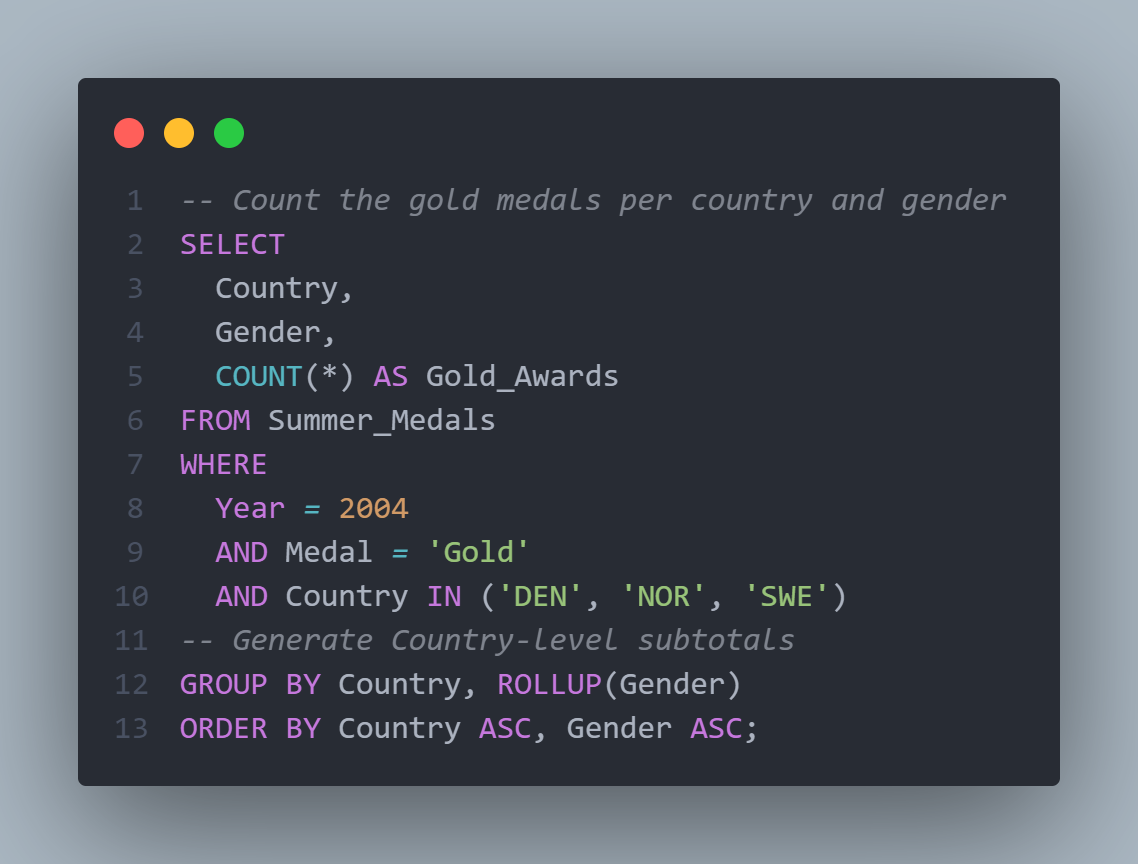 1 -- Count the gold medals per country and gender
2 SELECT
3   Country,
4   Gender,
5   COUNT(*) AS Gold_Awards
6 FROM Summer_Medals
7 WHERE
8   Year = 2004
9   AND Medal = 'Gold'
10   AND Country IN ('DEN', 'NOR', 'SWE')
11 -- Generate Country-level subtotals
12 GROUP BY Country, ROLLUP(Gender)
13 ORDER BY Country ASC, Gender ASC;